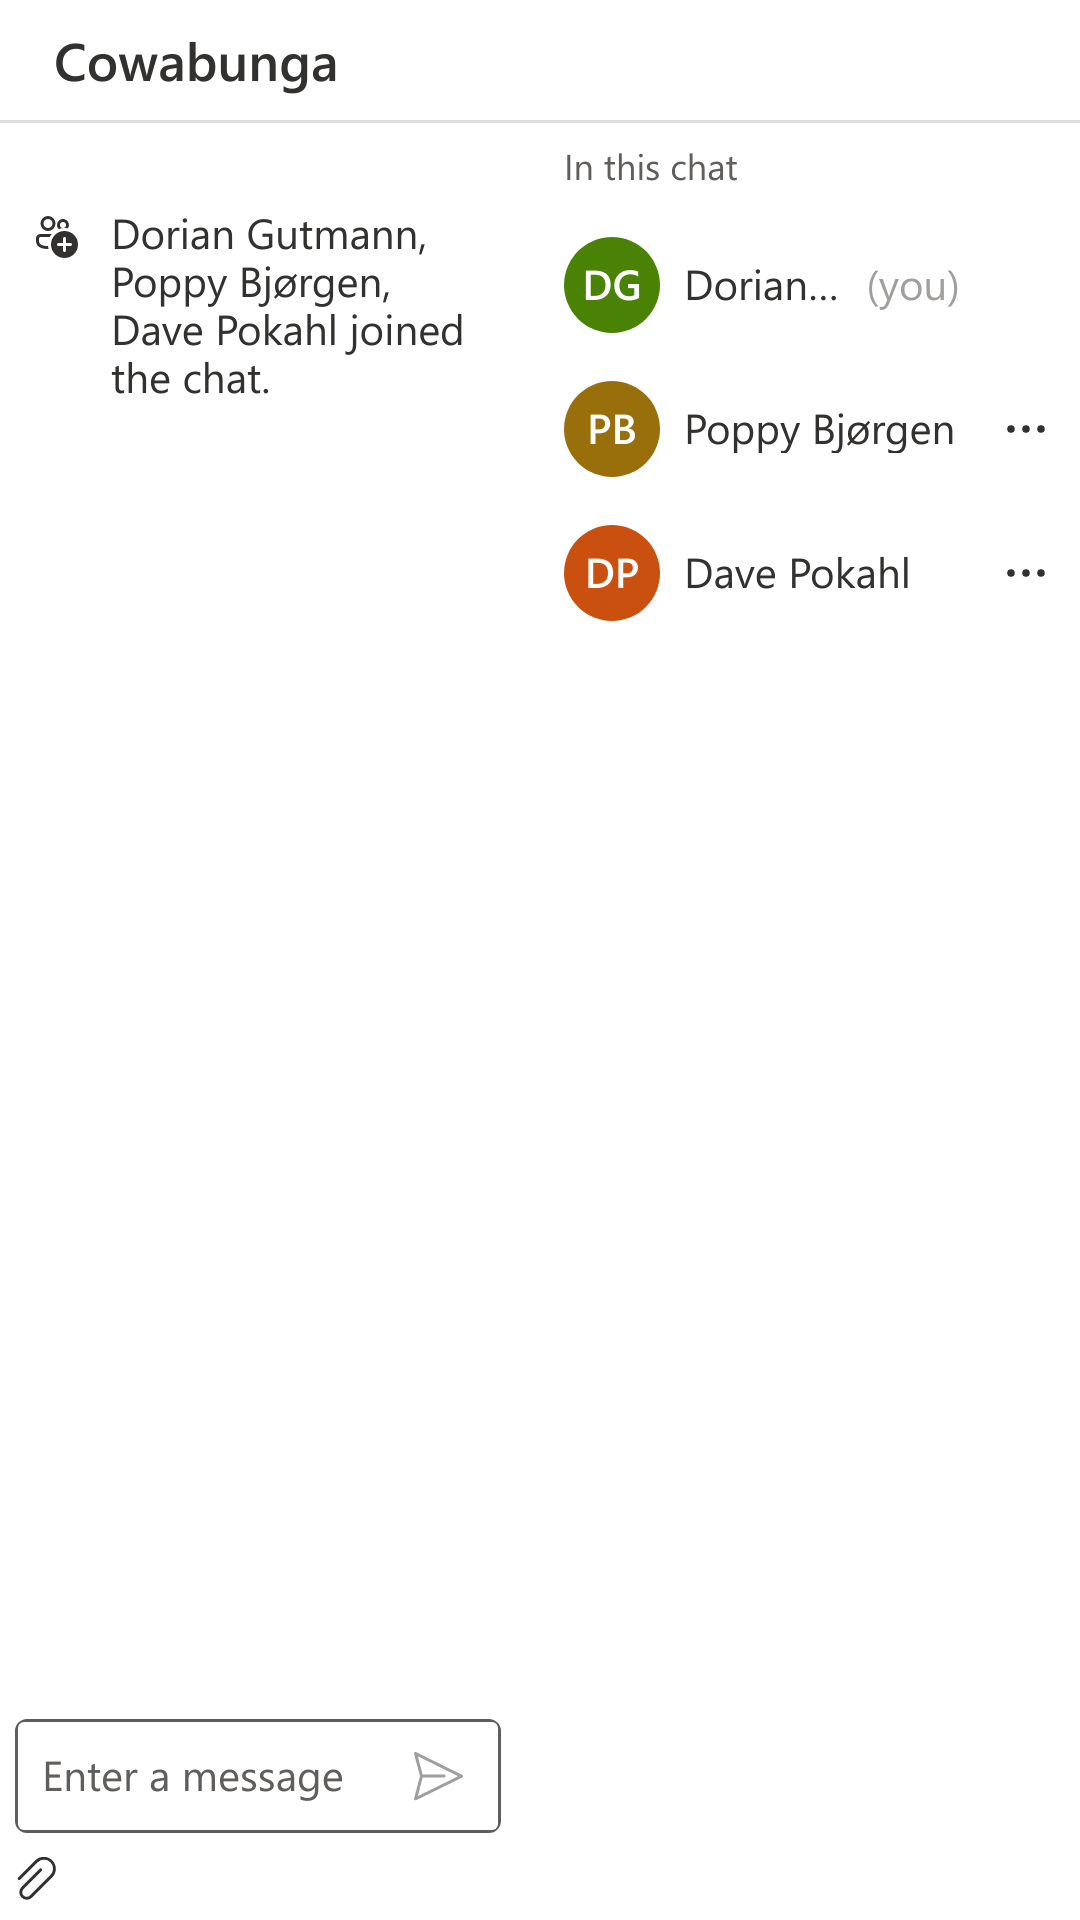 Cowabunga
Dorian Gutmann,
Poppy Bjørgen,
Dave Pokahl joined
the chat.
In this chat
DG Dorian... (you)
PB Poppy Bjørgen
DP Dave Pokahl
Enter a message